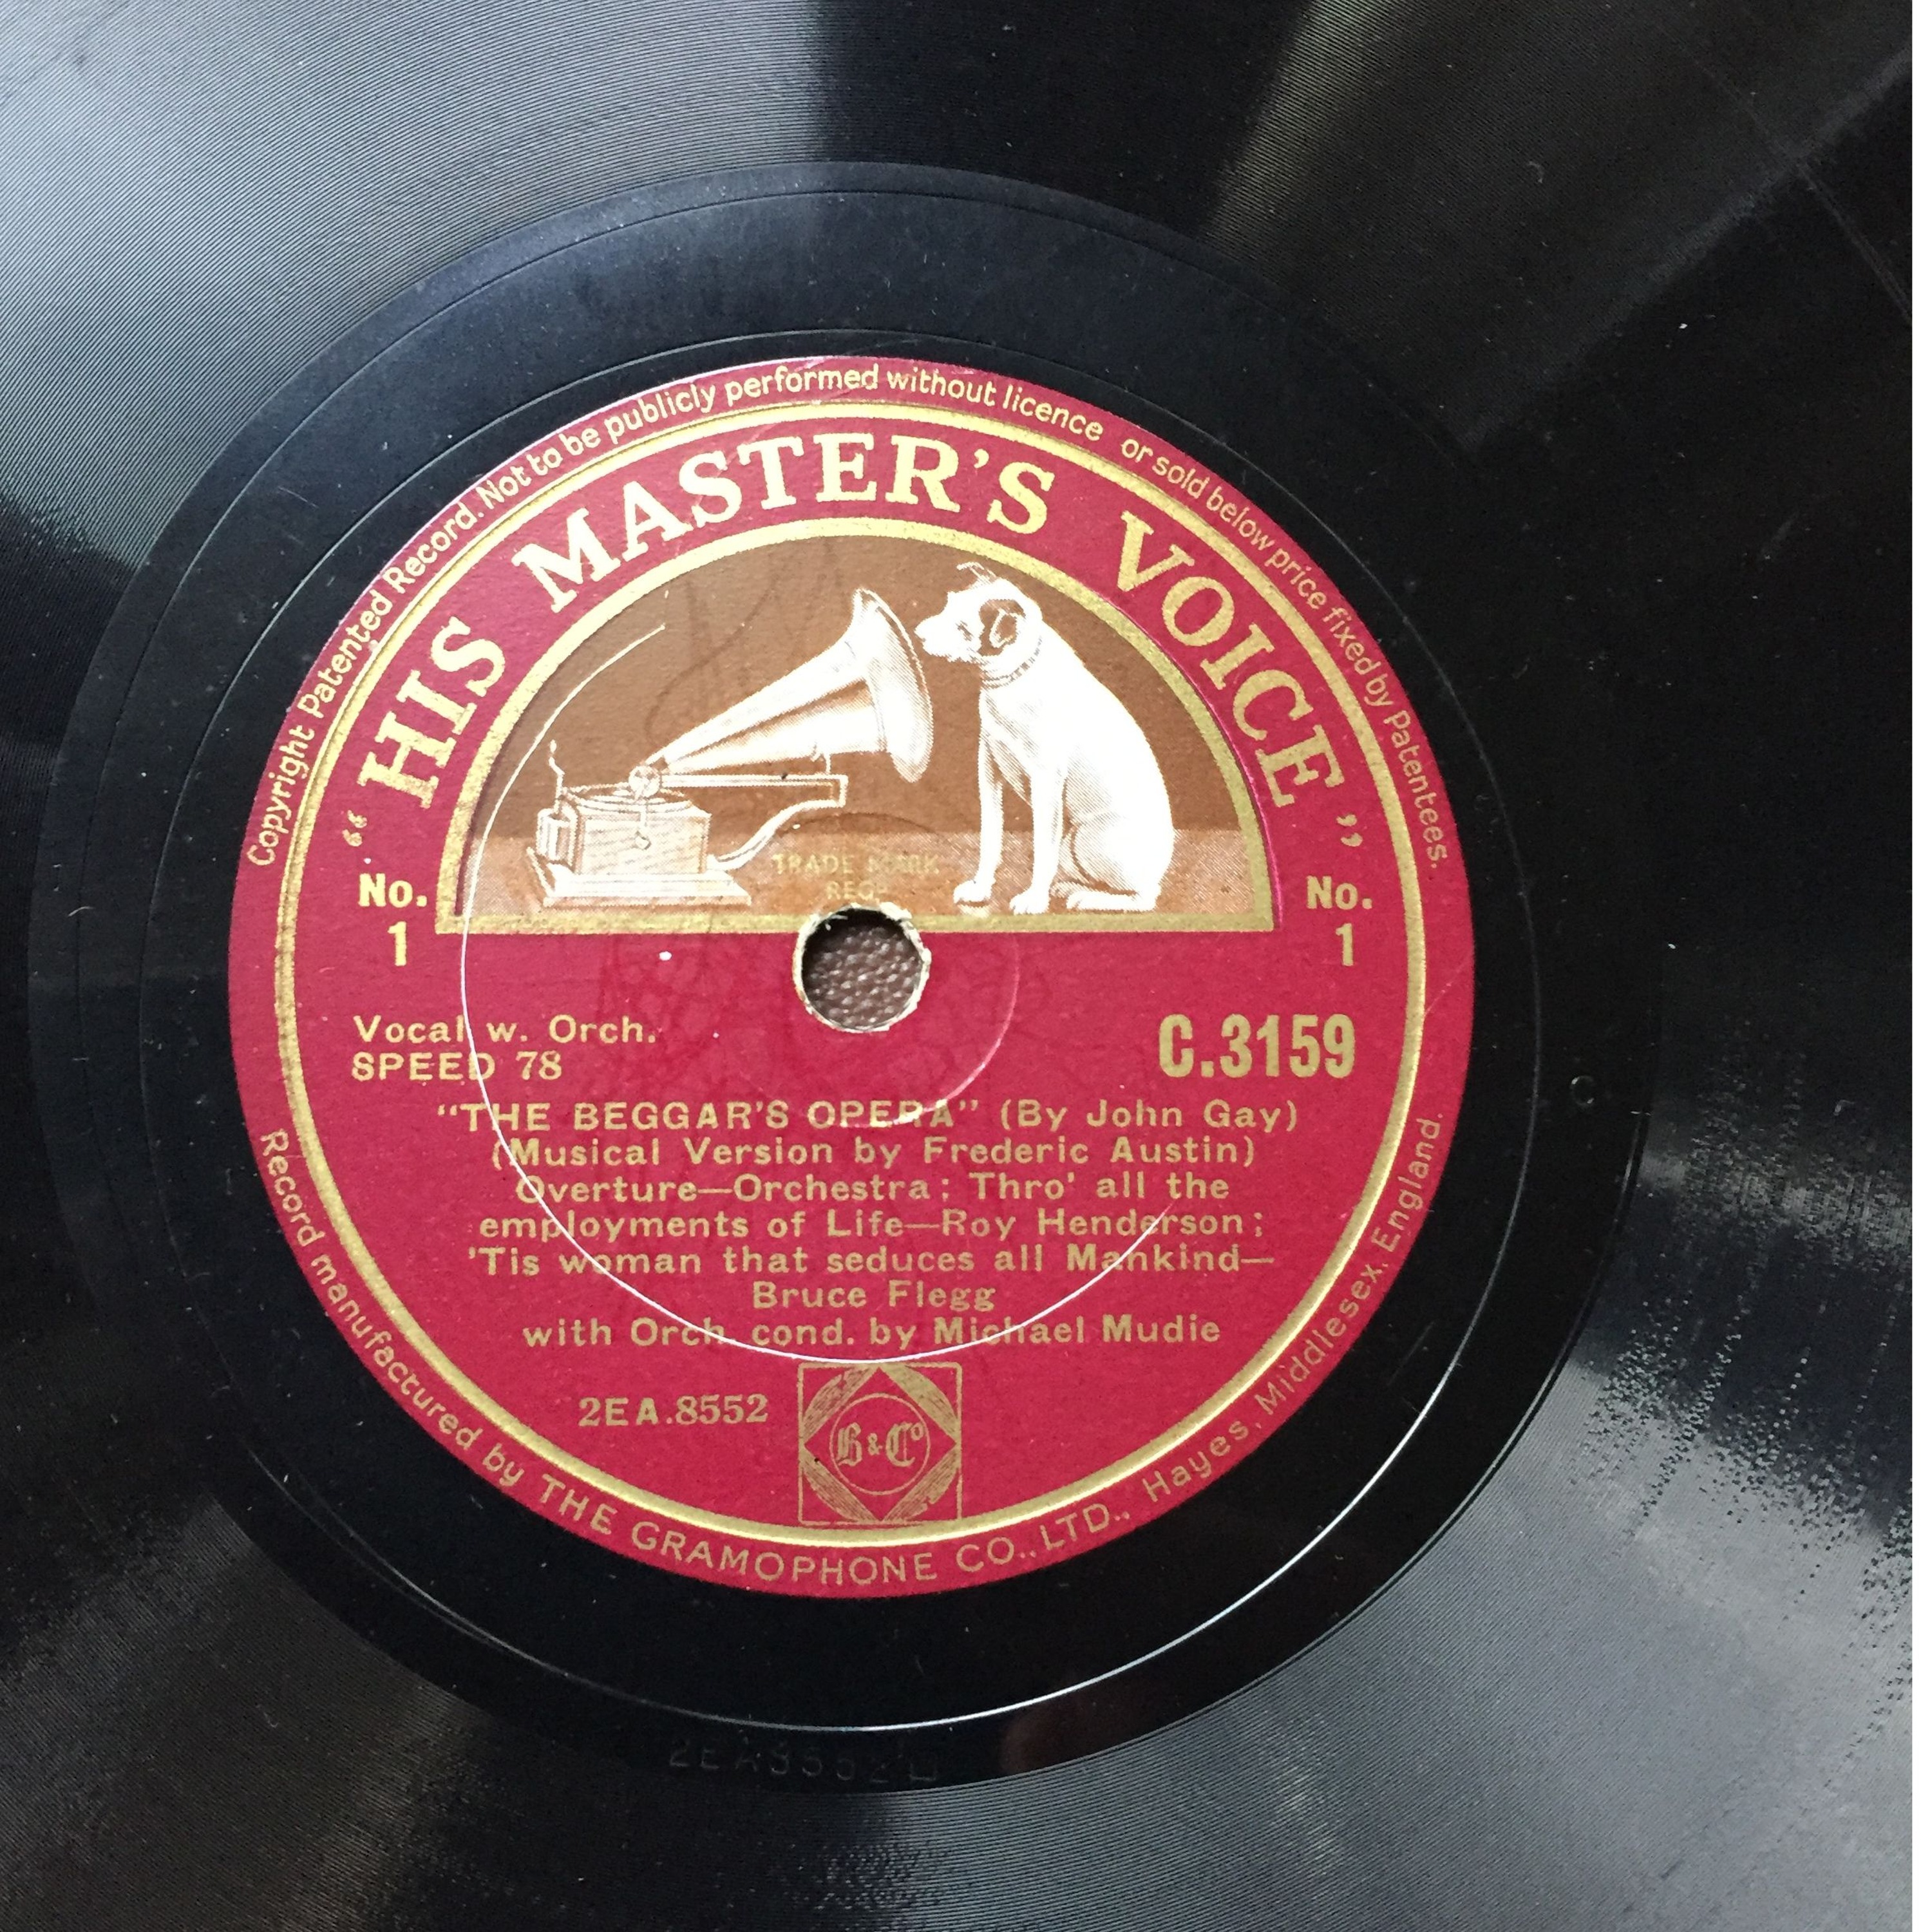 Copyright Patented Record. Not to be publicly performed without licence or sold below price fixed by Patentees.
“HIS MASTER'S VOICE”
TRADE MARK
REGD
No. 1
No. 1
Vocal w. Orch.
SPEED 78
C.3159
“THE BEGGAR'S OPERA” (By John Gay)
(Musical Version by Frederic Austin)
Overture—Orchestra; Thro' all the
employments of Life—Roy Henderson;
'Tis woman that seduces all Mankind—
Bruce Flegg
with Orch. cond. by Michael Mudie
2EA.8552
B & Co
Record manufactured by THE GRAMOPHONE CO., LTD., Hayes, Middlesex, England.